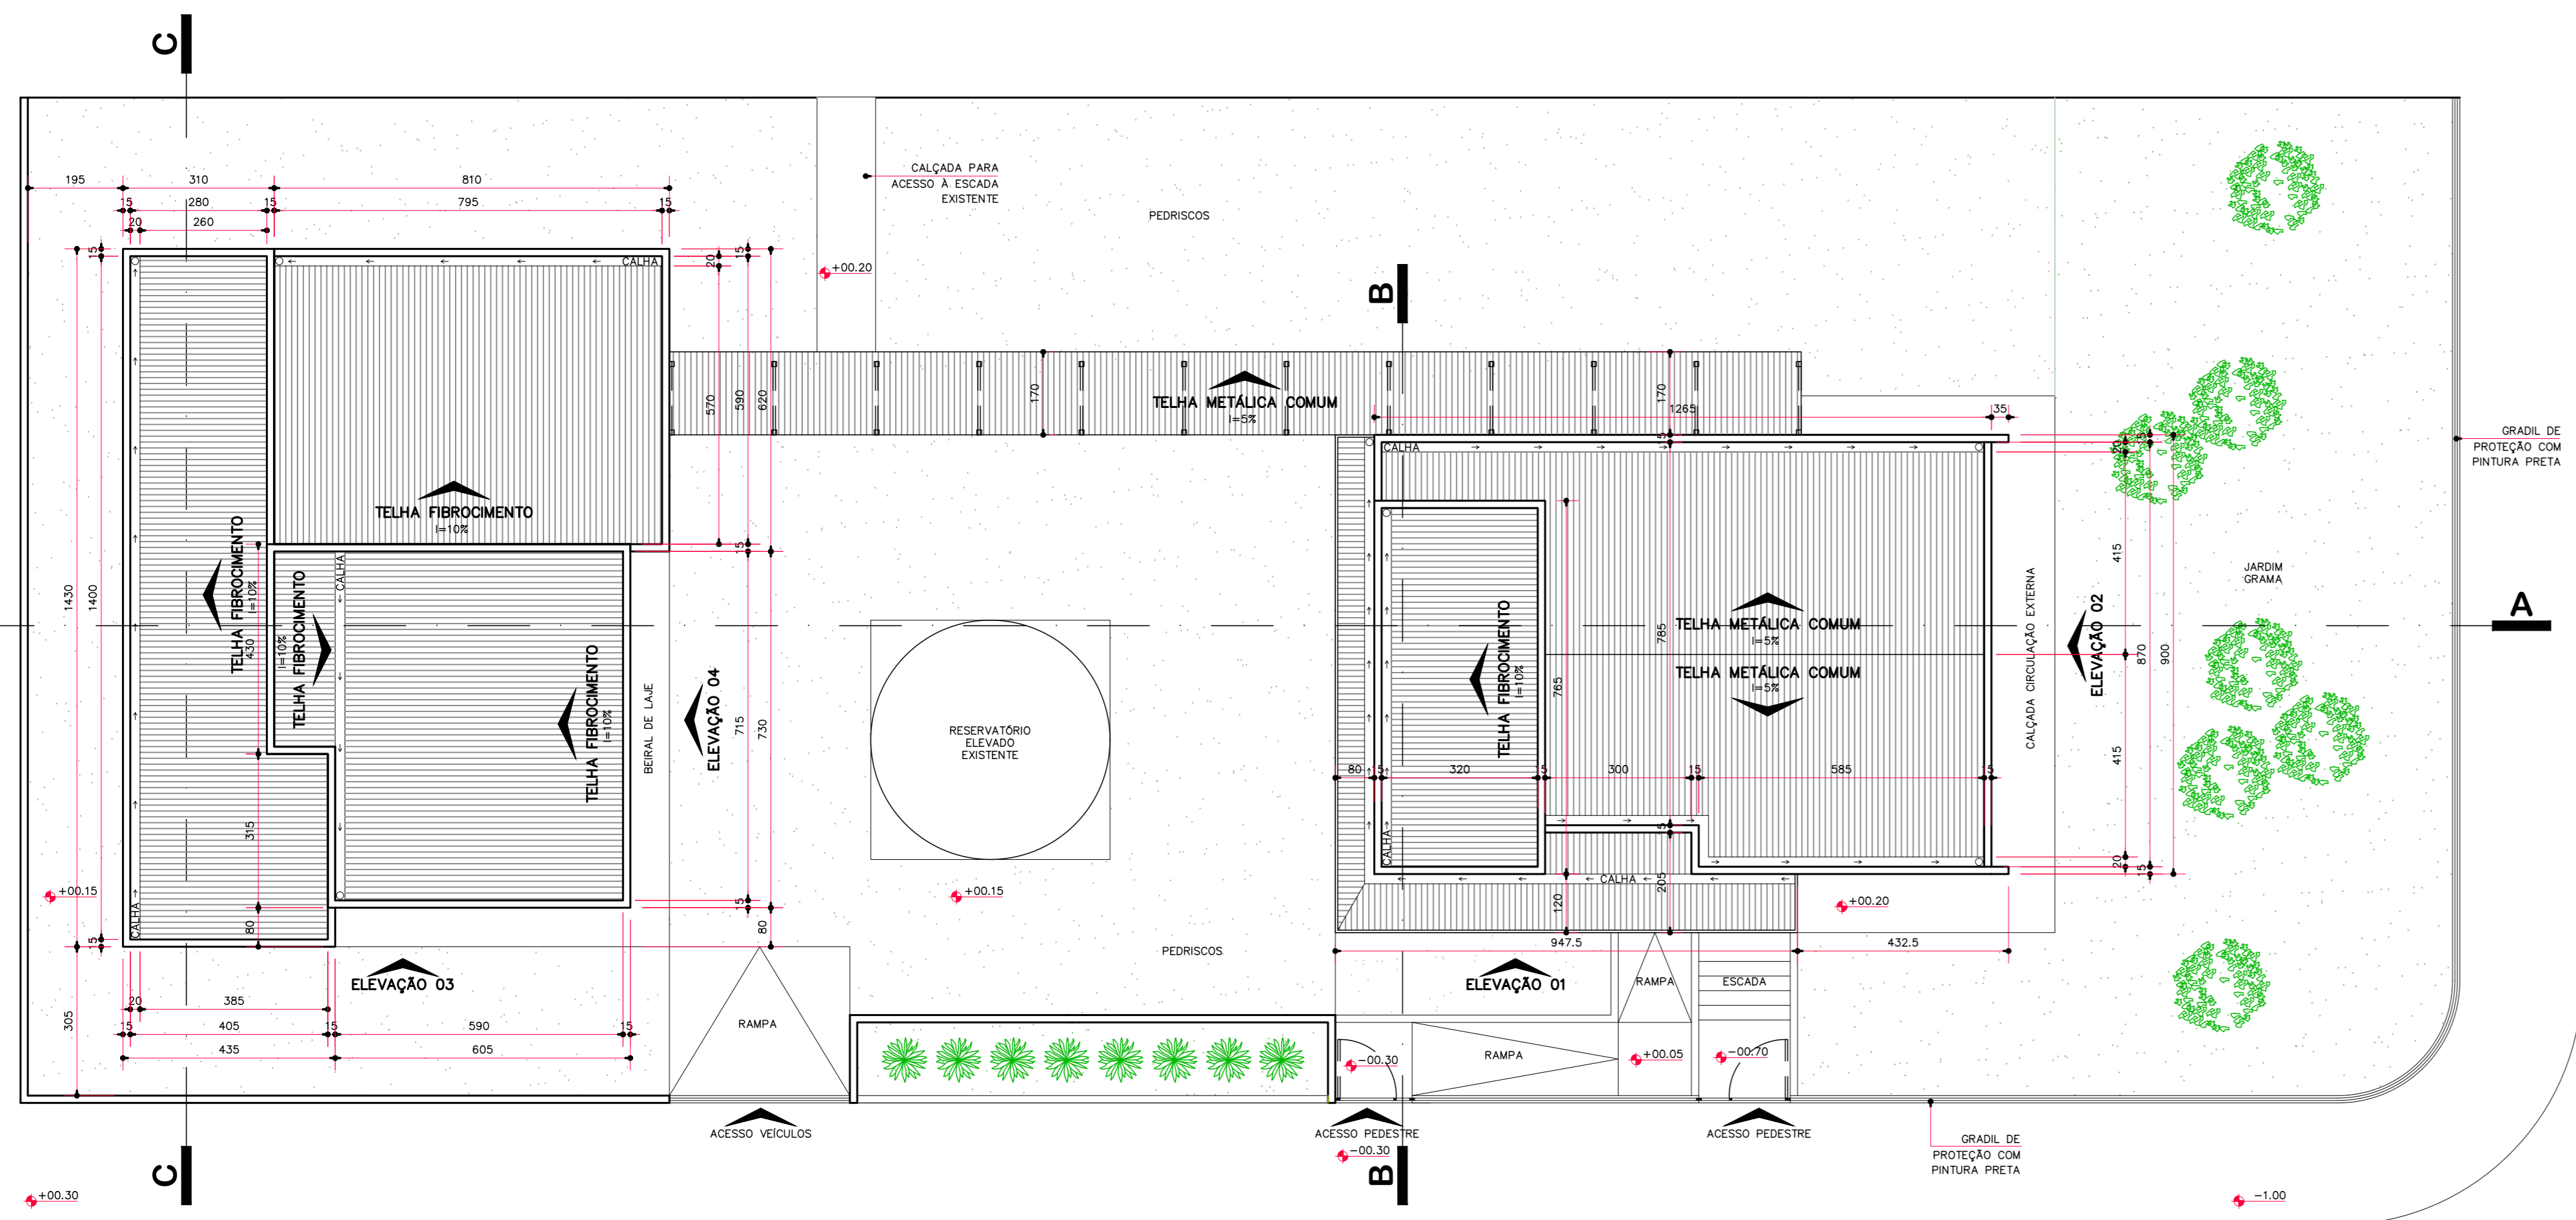 C
CALÇADA PARA
ACESSO À ESCADA
EXISTENTE
195
310
810
15
280
15
795
15
20
260
PEDRISCOS
15
CALHA
20
15
+00.20
B
570
590
620
170
TELHA METÁLICA COMUM
I=5%
170
1265
35
GRADIL DE
PROTEÇÃO COM
PINTURA PRETA
CALHA
15
20
15
TELHA FIBROCIMENTO
I=10%
1430
1400
TELHA FIBROCIMENTO
I=10%
430
I=10%
TELHA FIBROCIMENTO
CALHA
15
TELHA FIBROCIMENTO
I=10%
BEIRAL DE LAJE
ELEVAÇÃO 04
715
730
RESERVATÓRIO
ELEVADO
EXISTENTE
TELHA FIBROCIMENTO
I=10%
765
785
TELHA METÁLICA COMUM
I=5%
TELHA METÁLICA COMUM
I=5%
CALÇADA CIRCULAÇÃO EXTERNA
ELEVAÇÃO 02
415
415
870
900
JARDIM
GRAMA
A
80
15
320
15
300
15
585
15
315
15
CALHA
20
15
+00.15
CALHA
80
15
15
80
+00.15
CALHA
120
205
+00.20
PEDRISCOS
947.5
432.5
ELEVAÇÃO 03
ELEVAÇÃO 01
RAMPA
ESCADA
305
20
385
15
405
15
590
15
435
605
RAMPA
-00.30
RAMPA
+00.05
-00.70
ACESSO VEÍCULOS
ACESSO PEDESTRE
-00.30
ACESSO PEDESTRE
GRADIL DE
PROTEÇÃO COM
PINTURA PRETA
C
B
+00.30
-1.00